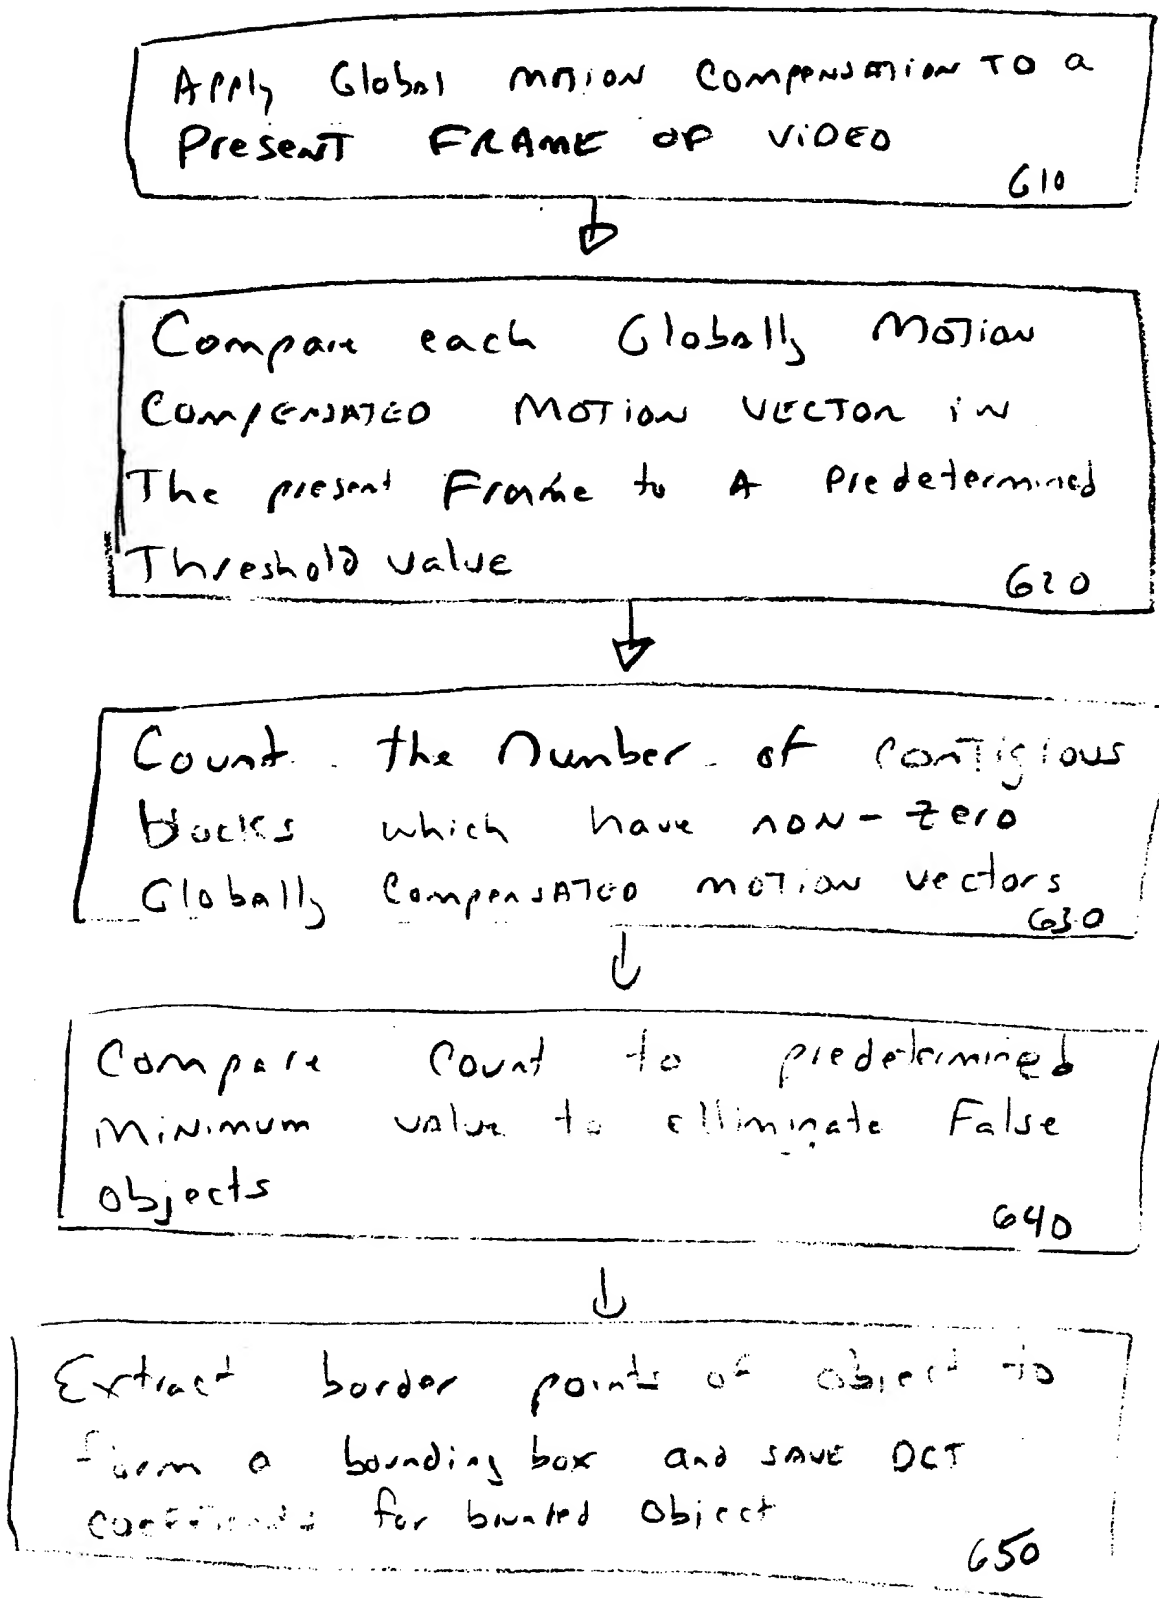 Apply Global MOTION COMPENSATION TO a
Present FRAME OF VIDEO
610
Compare each Globally MOTION
COMPENSATED MOTION VECTOR in
The present Frame to A Predetermined
Threshold value
620
Count the Number of contigious
blocks which have NON-zero
Globally COMPENSATED MOTION vectors
630
Compare Count to predetermined
MINIMUM value to elliminate False
objects
640
Extract border points of object to
form a bounding box and SAVE DCT
coefficients for bounded Object
650